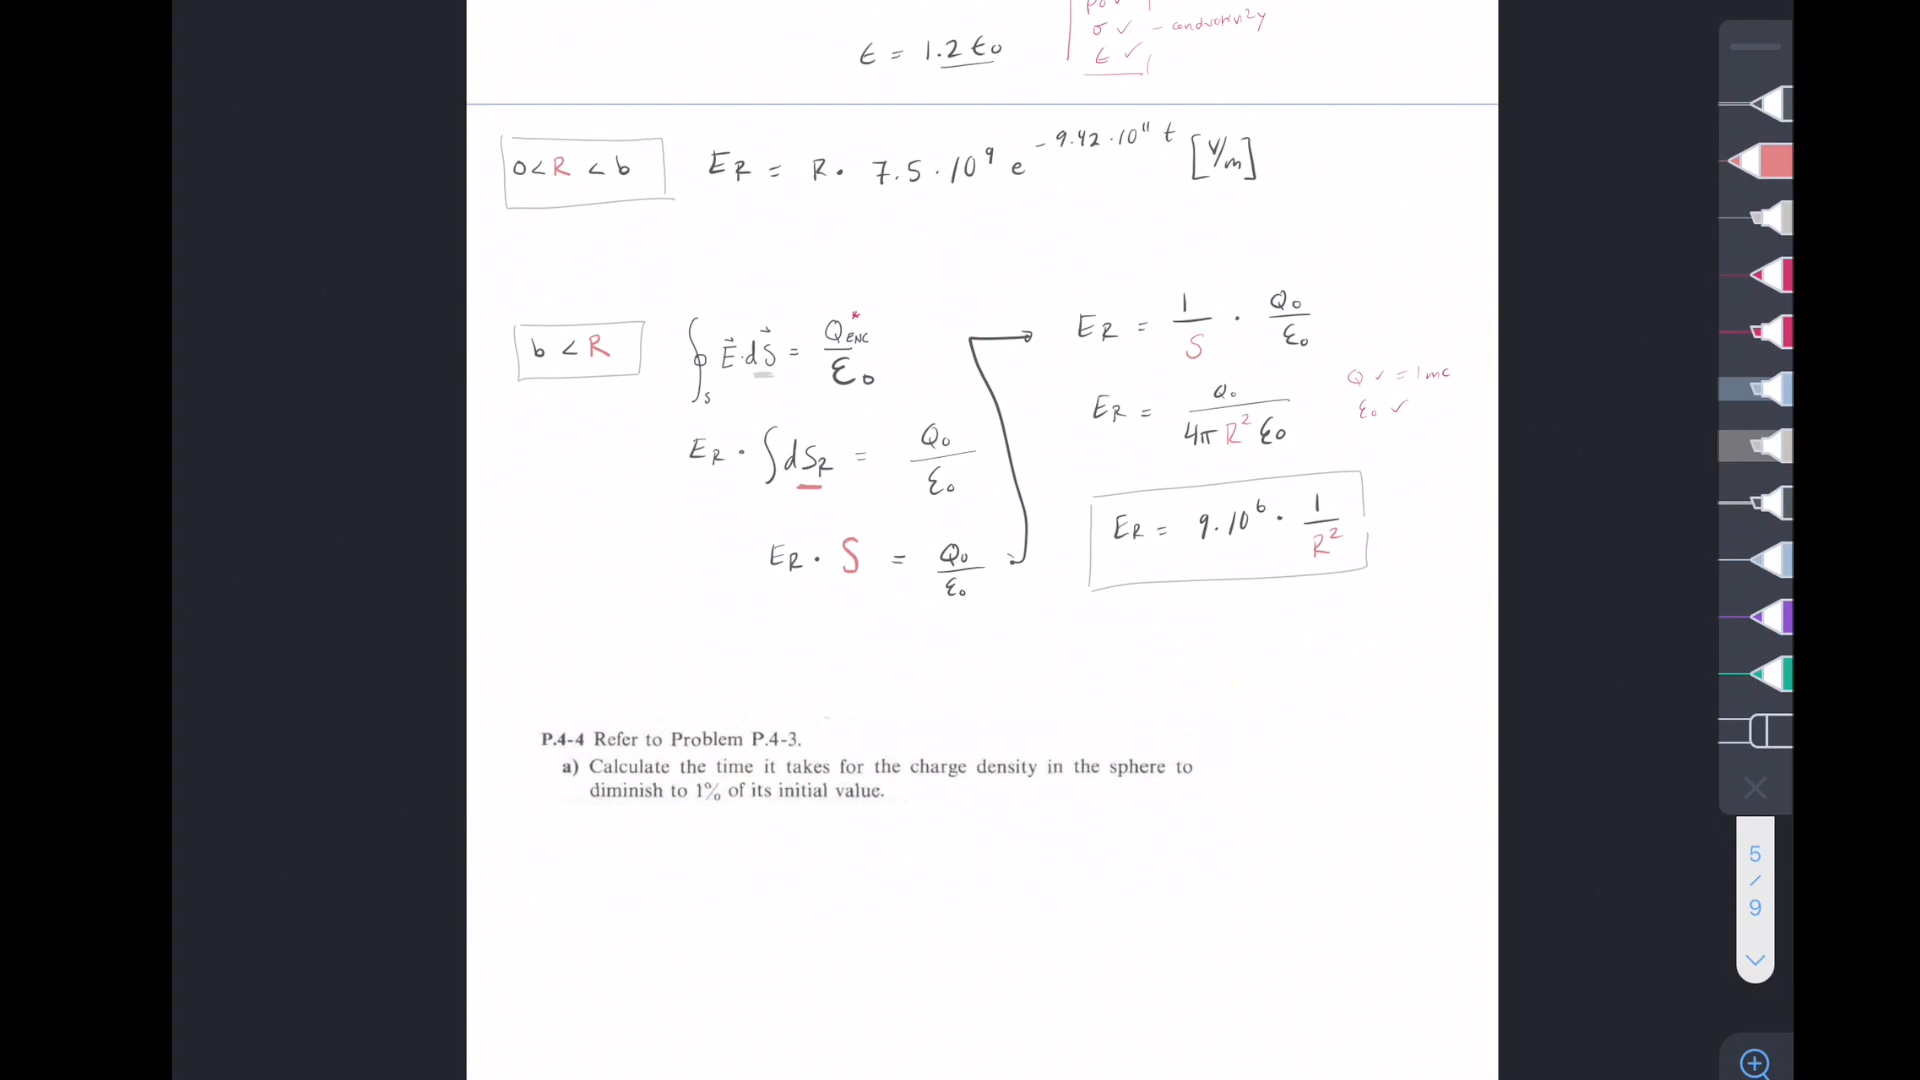 σ ✓ – conductivity
ϵ = 1.2 ϵ₀
ϵ ✓
0 < R < b
E_R = R · 7.5 · 10⁹ e^(-9.42 · 10¹¹ t) [V/m]
b < R
∮_S E⃗ · dS⃗ = Q_ENC* / ε₀
E_R = 1/S · Q₀/ε₀
Q ✓ = 1 mC
E_R = Q₀ / (4π R² ε₀)
ε₀ ✓
E_R · ∫ dS_R = Q₀/ε₀
E_R = 9 · 10⁶ · 1/R²
E_R · S = Q₀/ε₀
P.4-4 Refer to Problem P.4-3.
a) Calculate the time it takes for the charge density in the sphere to
diminish to 1% of its initial value.
5
/
9